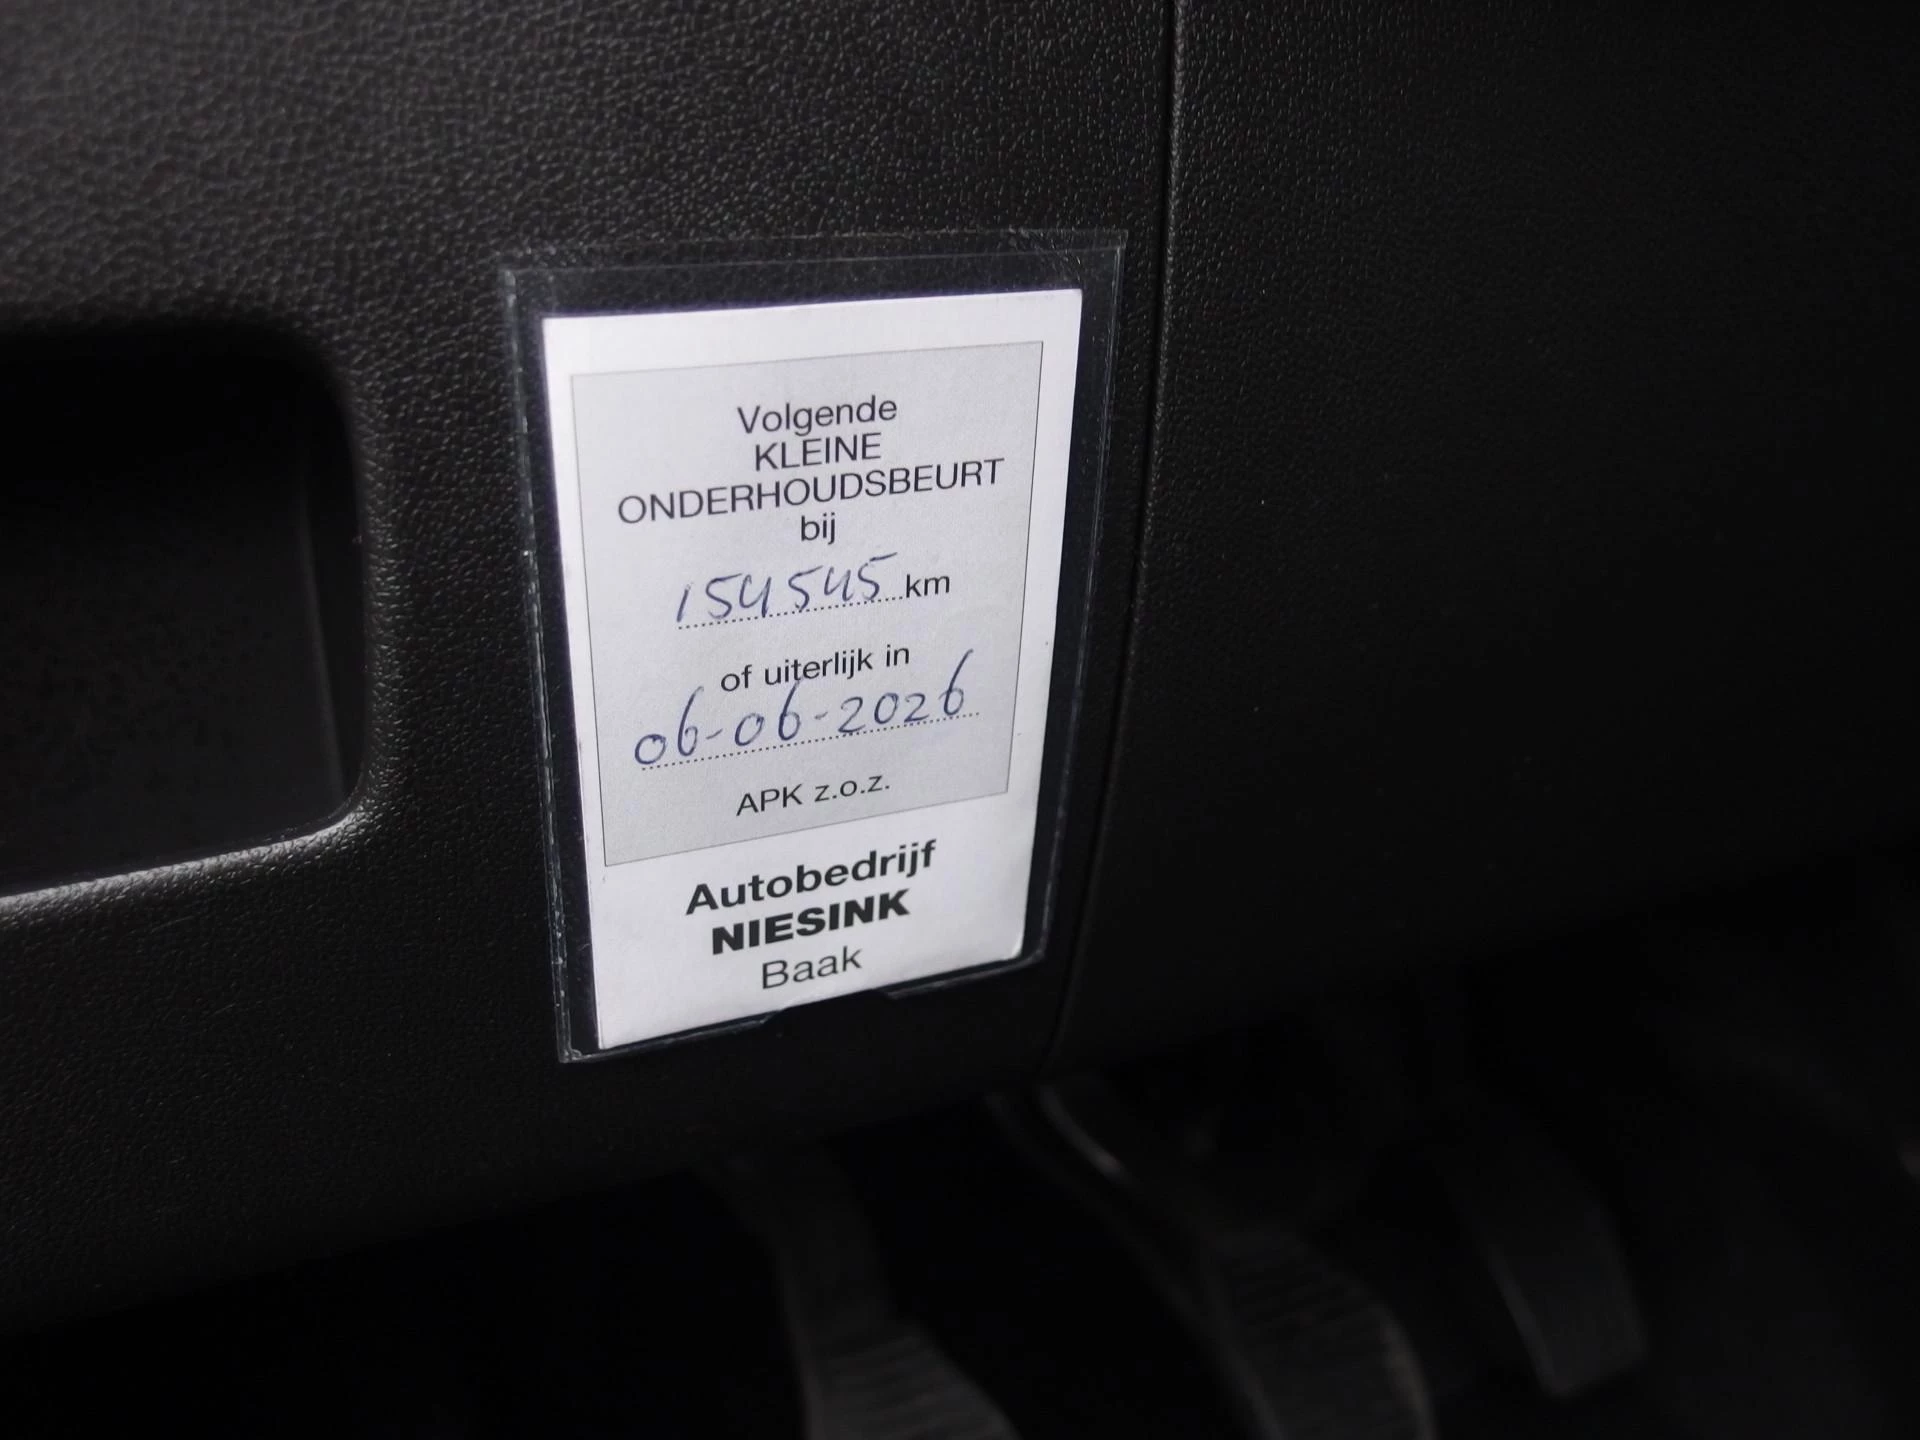 Volgende
KLEINE
ONDERHOUDSBEURT
bij
154545 km
of uiterlijk in
06-06-2026
APK z.o.z.
Autobedrijf
NIESINK
Baak